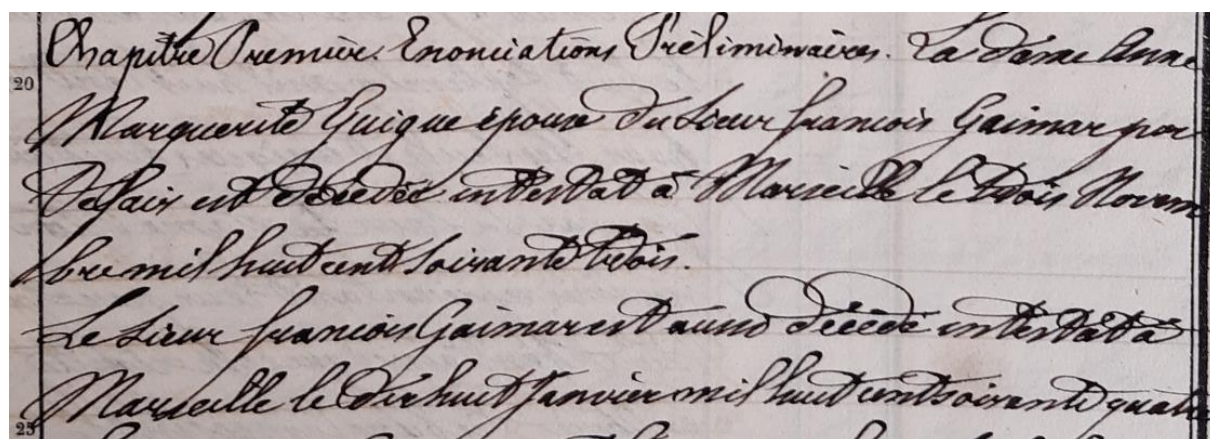 Chapitre Premier. Enonciations Préliminaires. La dame Anne
20
Marguerite Guigue épouse du Sieur françois Gaimar
est décédée intestat à Marseille le trois Novem
bre mil huit cent soixante trois.
Le Sieur françois Gaimar est aussi décédé intestat à
Marseille le dix huit Janvier mil huit cent soixante quatre
25